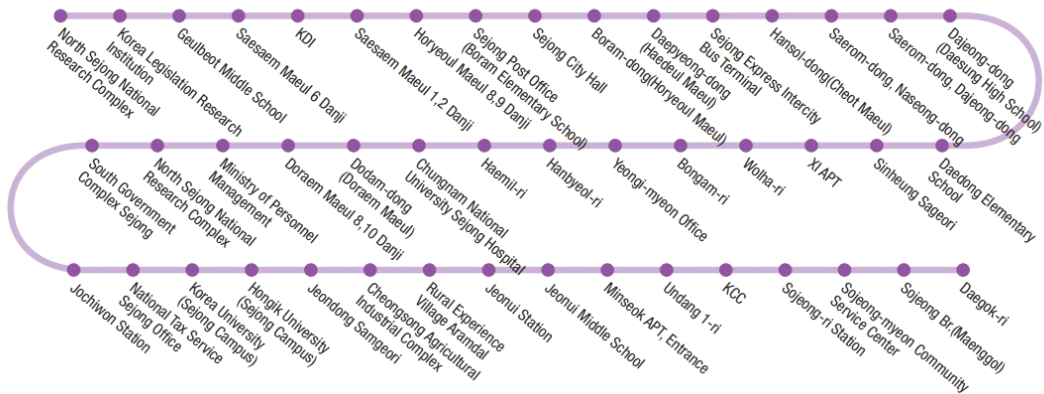 North Sejong National
Research Complex
Korea Legislation Research
Institution
Geulbeot Middle School
Saesaem Maeul 6 Danji
KDI
Saesaem Maeul 1,2 Danji
Horyeoul Maeul 8,9 Danji
Sejong Post Office
(Boram Elementary School)
Sejong City Hall
Boram-dong(Horyeoul Maeul)
Daepyeong-dong
(Haedeul Maeul)
Sejong Express Intercity
Bus Terminal
Hansol-dong(Cheot Maeul)
Saerom-dong, Naseong-dong
Saerom-dong, Dajeong-dong
Dajeong-dong
(Daesung High School)
South Government
Complex Sejong
North Sejong National
Research Complex
Ministry of Personnel
Management
Doraem Maeul 8,10 Danji
Dodam-dong
(Doraem Maeul)
Chungnam National
University Sejong Hospital
Haemil-ri
Hanbyeol-ri
Yeongi-myeon Office
Bongam-ri
Wolha-ri
XI APT
Sinheung Sageori
Daedong Elementary
School
Jochiwon Station
National Tax Service
Sejong Office
Korea University
(Sejong Campus)
Hongik University
(Sejong Campus)
Jeondong Samgeori
Cheongsong Agricultural
Industrial Complex
Rural Experience
Village Aramdal
Jeonui Station
Jeonui Middle School
Minseok APT, Entrance
Undang 1-ri
KCC
Sojeong-ri Station
Sojeong-myeon Community
Service Center
Sujeong Br.(Maenggol)
Daegok-ri